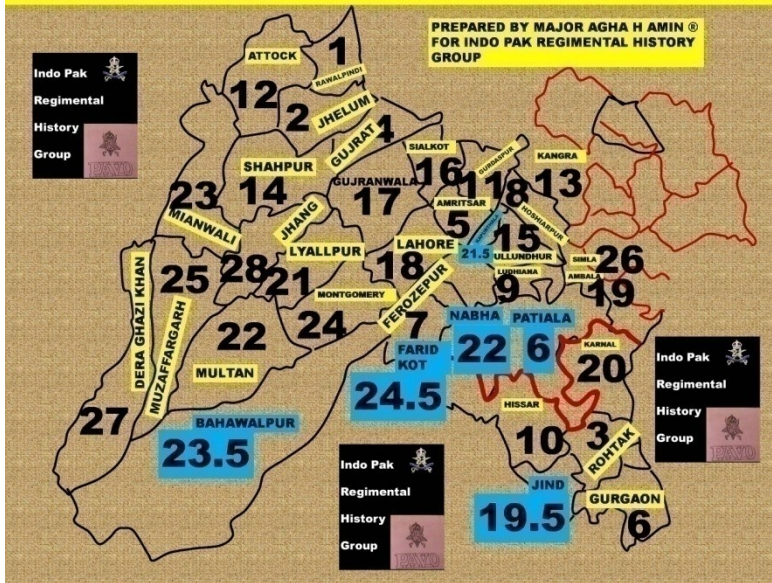 PREPARED BY MAJOR AGHA H AMIN ®
FOR INDO PAK REGIMENTAL HISTORY
GROUP
Indo Pak
Regimental
History
Group
PAVO
ATTOCK
1
RAWALPINDI
12
2
JHELUM
GUJRAT
4
SIALKOT
16
GURDASPUR
11
KANGRA
13
SHAHPUR
14
GUJRANWALA
17
8
HOSHIARPUR
23
MIANWALI
JHANG
AMRITSAR
5
15
21.5
ULLUNDHUR
LYALLPUR
LAHORE
18
LUDHIANA
9
SIMLA
26
AMBALA
19
DERA GHAZI KHAN
25
28
21
MONTGOMERY
24
FEROZEPUR
7
NABHA
22
PATIALA
6
MUZAFFARGARH
22
MULTAN
FARID
KOT
24.5
KARNAL
20
Indo Pak
Regimental
History
Group
PAVO
27
BAHAWALPUR
23.5
HISSAR
10
3
ROHTAK
Indo Pak
Regimental
History
Group
PAVO
JIND
19.5
GURGAON
6